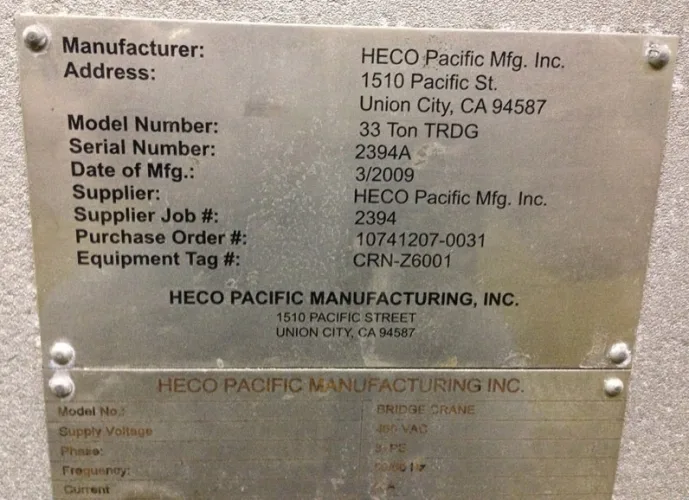 Manufacturer: HECO Pacific Mfg. Inc.
Address: 1510 Pacific St.
Union City, CA 94587
Model Number: 33 Ton TRDG
Serial Number: 2394A
Date of Mfg.: 3/2009
Supplier: HECO Pacific Mfg. Inc.
Supplier Job #: 2394
Purchase Order #: 10741207-0031
Equipment Tag #: CRN-Z6001
HECO PACIFIC MANUFACTURING, INC.
1510 PACIFIC STREET
UNION CITY, CA 94587
HECO PACIFIC MANUFACTURING INC.
Model No.: BRIDGE CRANE
Supply Voltage VAC
Phase:
Frequency: Hz
Current